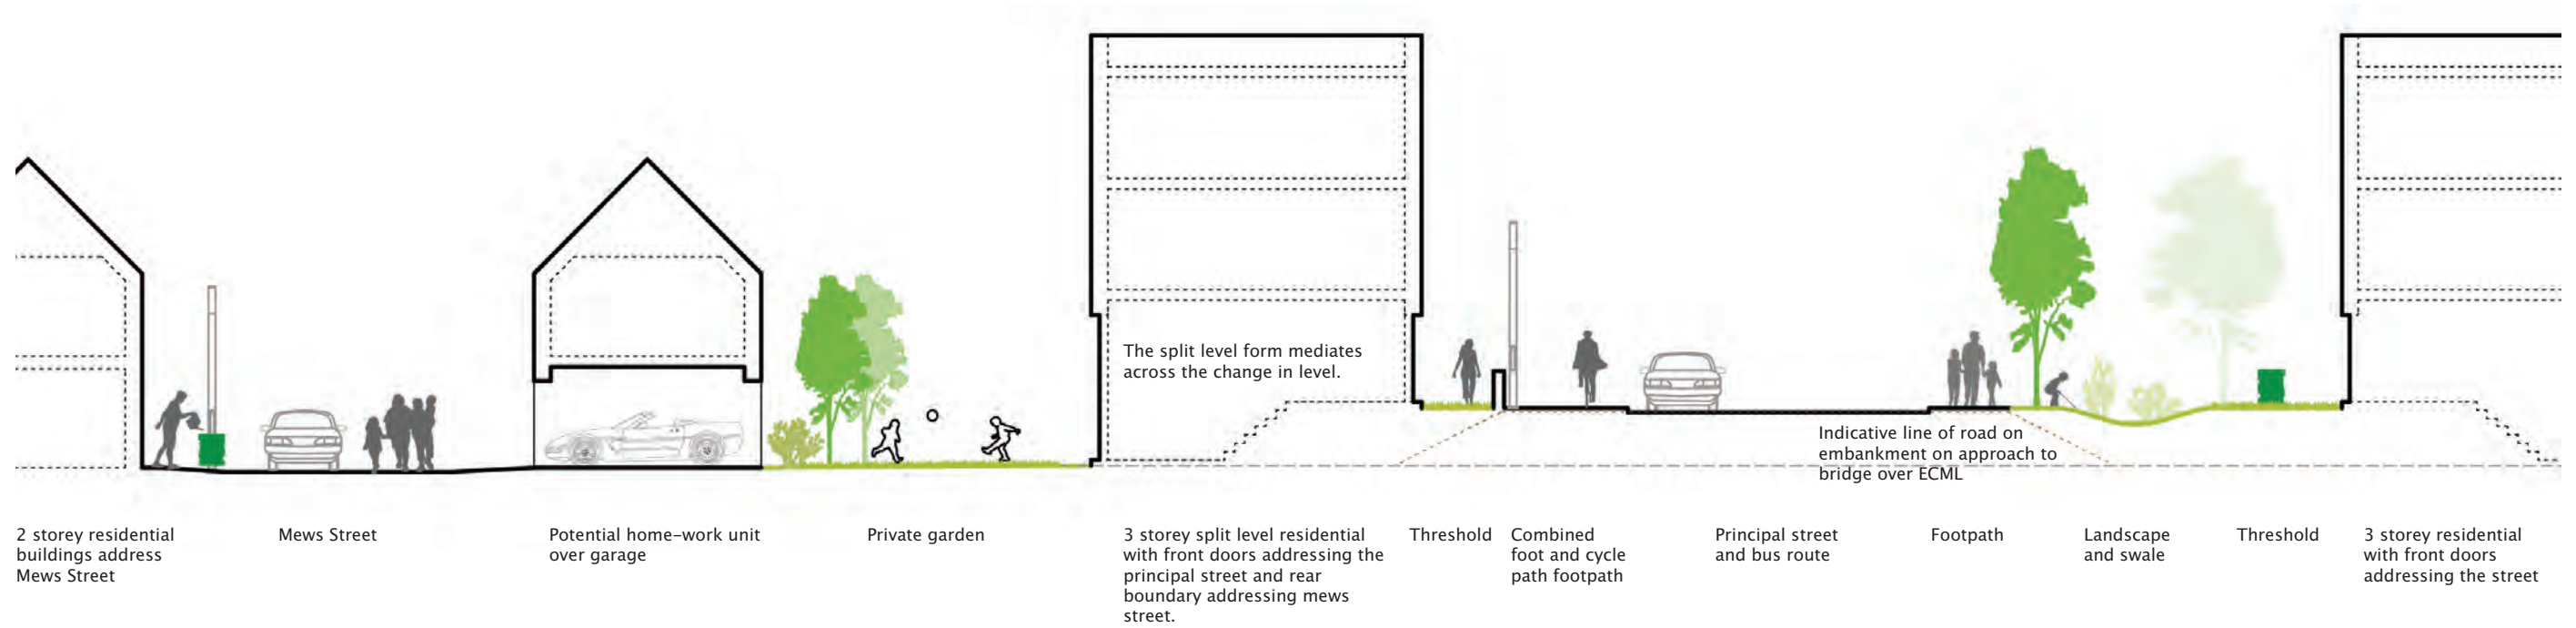 The split level form mediates
across the change in level.
Indicative line of road on
embankment on approach to
bridge over ECML
2 storey residential
buildings address
Mews Street
Mews Street
Potential home-work unit
over garage
Private garden
3 storey split level residential
with front doors addressing the
principal street and rear
boundary addressing mews
street.
Threshold
Combined
foot and cycle
path footpath
Principal street
and bus route
Footpath
Landscape
and swale
Threshold
3 storey residential
with front doors
addressing the street